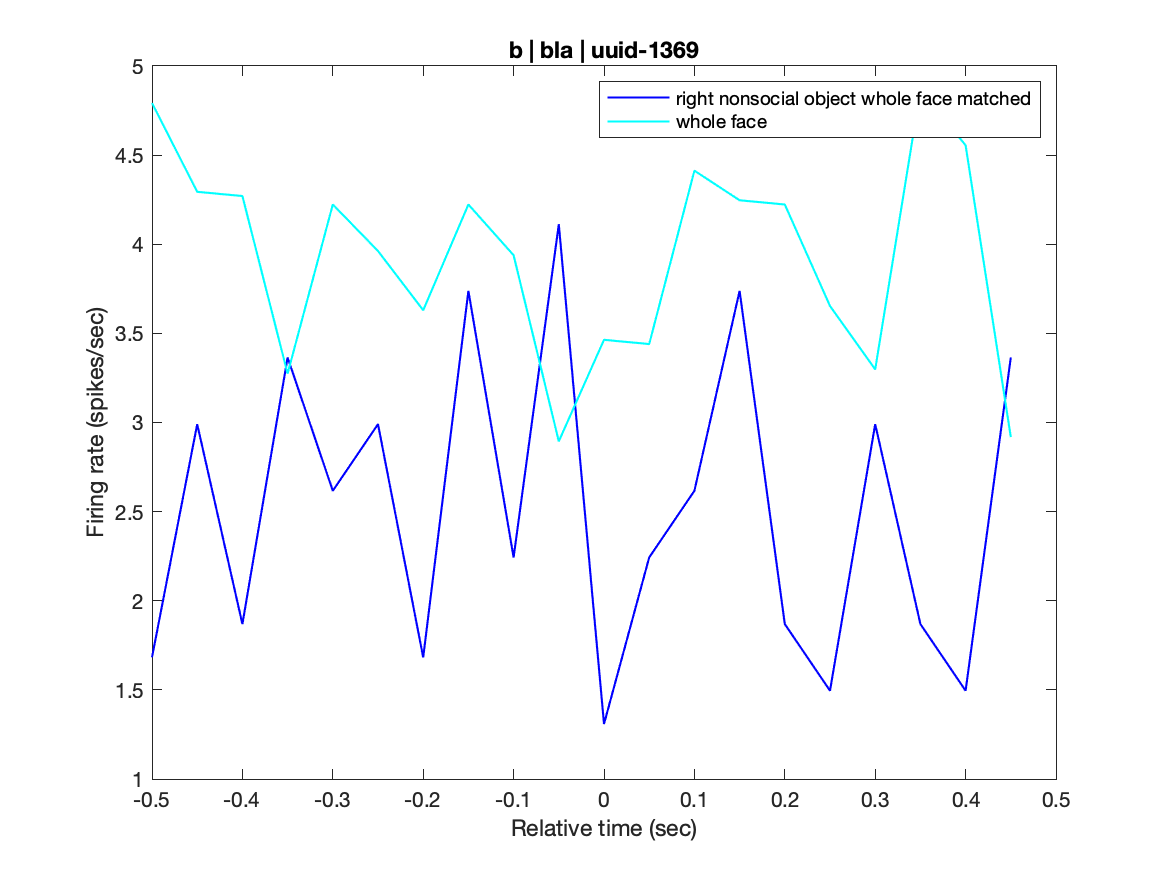 b | bla | uuid-1369
right nonsocial object whole face matched
whole face
5
4.5
4
3.5
3
2.5
2
1.5
1
Firing rate (spikes/sec)
-0.5 -0.4 -0.3 -0.2 -0.1 0 0.1 0.2 0.3 0.4 0.5
Relative time (sec)